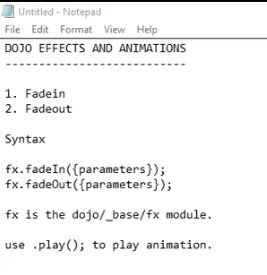 Untitled - Notepad
File Edit Format View Help
DOJO EFFECTS AND ANIMATIONS
---------------------------
1. Fadein
2. Fadeout
Syntax
fx.fadeIn({parameters});
fx.fadeOut({parameters});
fx is the dojo/_base/fx module.
use .play(); to play animation.